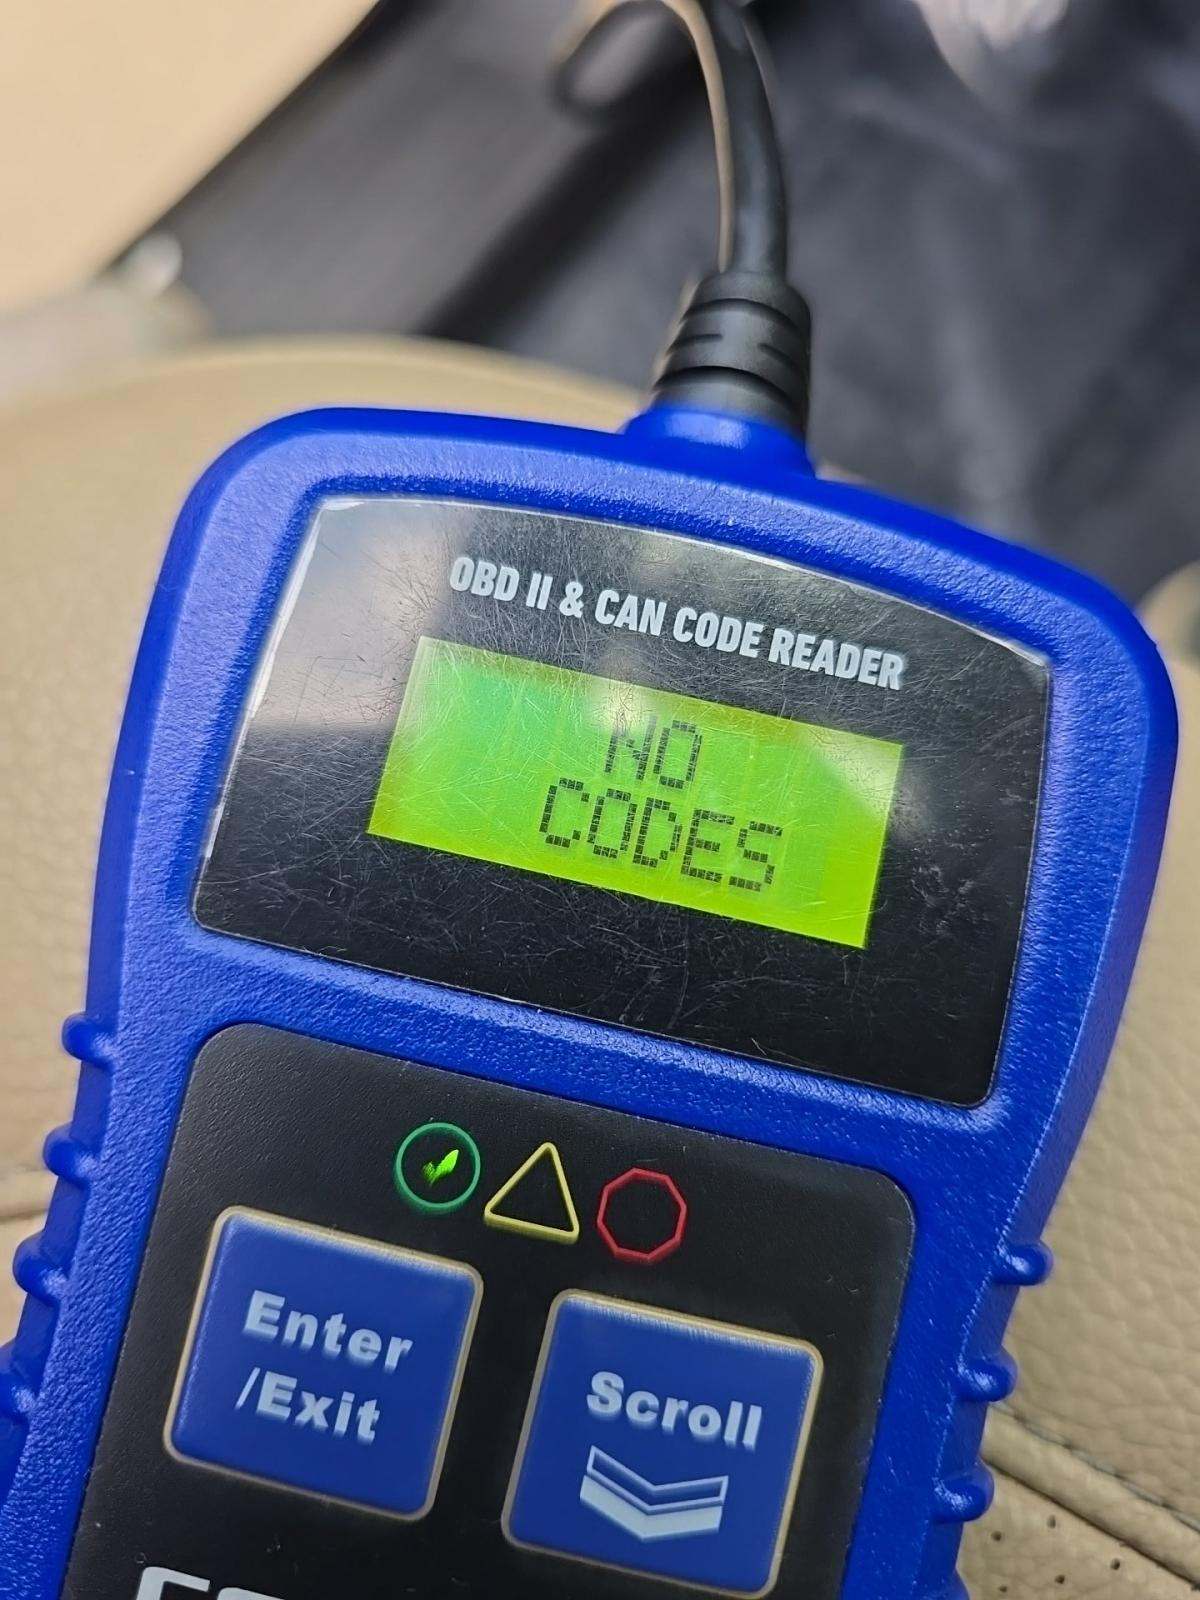 OBD II & CAN CODE READER
NO
CODES
Enter
/Exit
Scroll